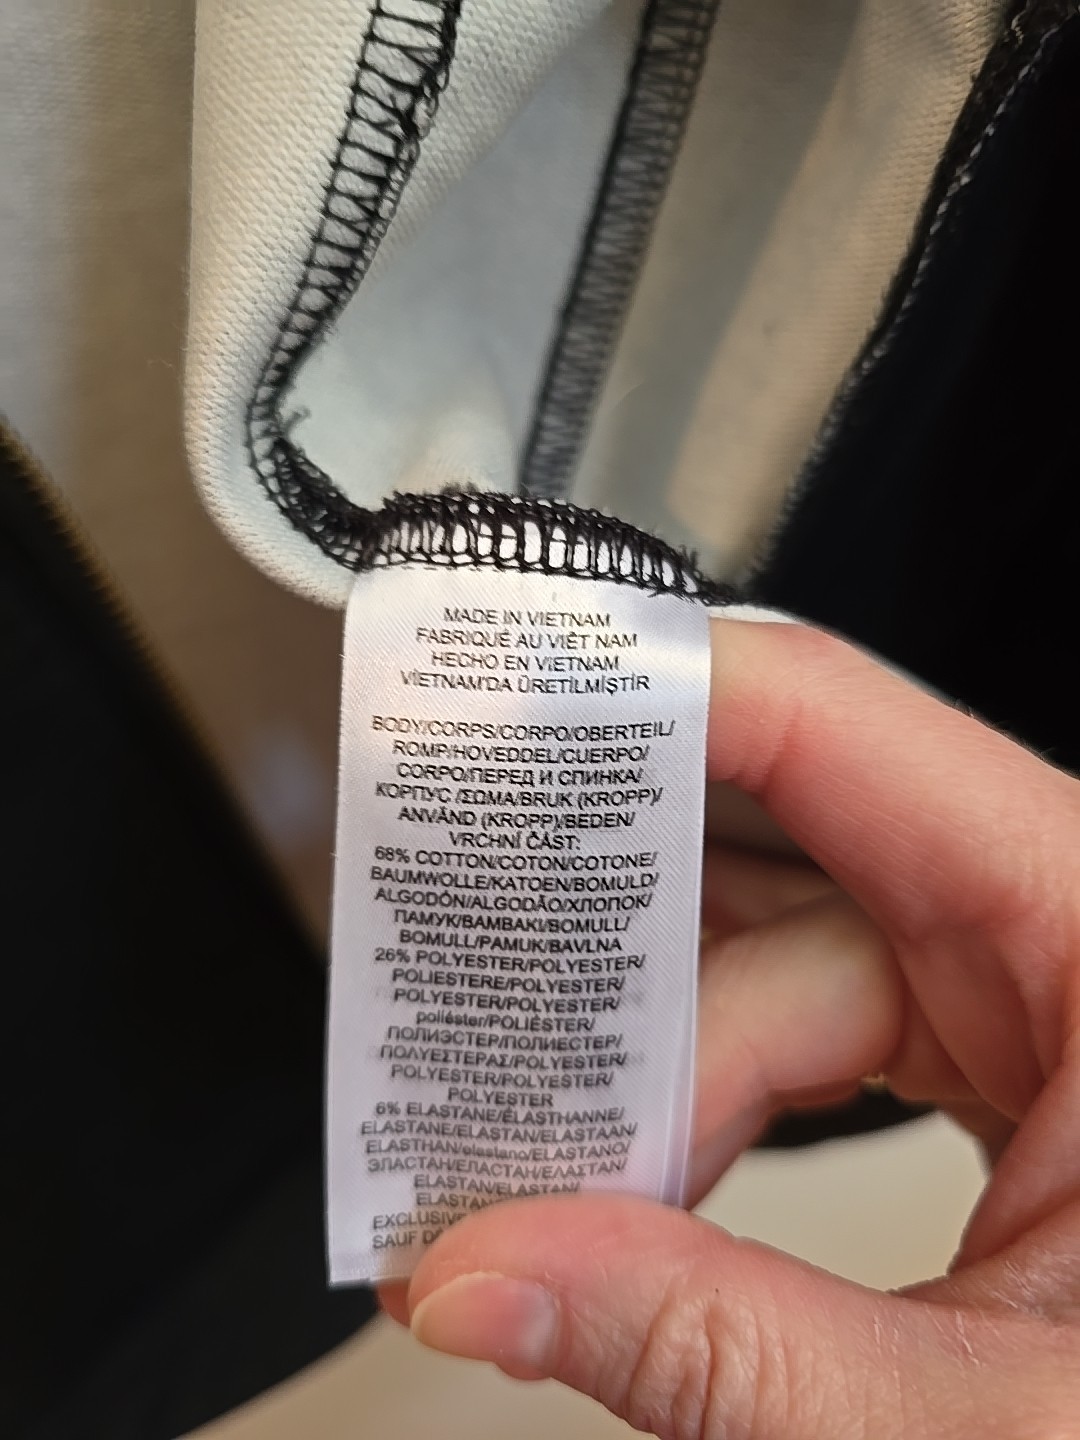 MADE IN VIETNAM
FABRIQUÉ AU VIÊT NAM
HECHO EN VIETNAM
VİETNAM'DA ÜRETİLMİŞTİR
BODY/CORPS/CORPO/OBERTEIL/
ROMP/HOVEDDEL/CUERPO/
CORPO/ПЕРЕД И СПИНКА/
КОРПУС /ΣΩΜΑ/BRUK (KROPP)/
ANVÄND (KROPP)/BEDEN/
VRCHNÍ ČÁST:
68% COTTON/COTON/COTONE/
BAUMWOLLE/KATOEN/BOMULD/
ALGODÓN/ALGODÃO/ХЛОПОК/
ПАМУК/ΒΑΜΒΑΚΙ/BOMULL/
BOMULL/PAMUK/BAVLNA
26% POLYESTER/POLYESTER/
POLIESTERE/POLYESTER/
POLYESTER/POLYESTER/
poliéster/POLIÉSTER/
ПОЛИЭСТЕР/ПОЛИЕСТЕР/
ΠΟΛΥΕΣΤΕΡΑΣ/POLYESTER/
POLYESTER/POLYESTER/
POLYESTER
6% ELASTANE/ÉLASTHANNE/
ELASTANE/ELASTAN/ELASTAAN/
ELASTHAN/elastano/ELASTANO/
ЭЛАСТАН/ЕЛАСТАН/ΕΛΑΣΤΑΝ/
ELASTAN/ELASTAN/
ELASTAN
SAUF